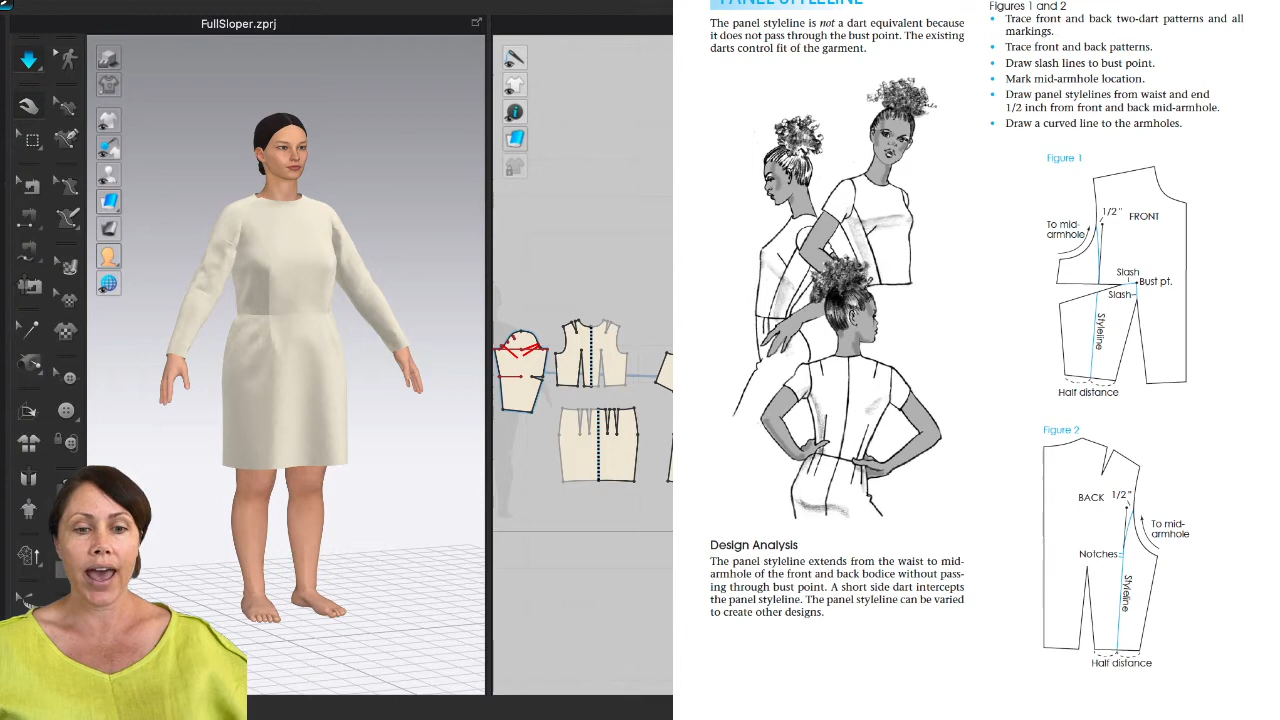 FullSloper.zprj
PANEL STYLELINE
The panel styleline is not a dart equivalent because
it does not pass through the bust point. The existing
darts control fit of the garment.
Design Analysis
The panel styleline extends from the waist to mid-
armhole of the front and back bodice without pass-
ing through bust point. A short side dart intercepts
the panel styleline. The panel styleline can be varied
to create other designs.
Figures 1 and 2
• Trace front and back two-dart patterns and all
markings.
• Trace front and back patterns.
• Draw slash lines to bust point.
• Mark mid-armhole location.
• Draw panel stylelines from waist and end
1/2 inch from front and back mid-armhole.
• Draw a curved line to the armholes.
Figure 1
1/2"
FRONT
To mid-
armhole
Slash
Bust pt.
Slash
Styleline
Half distance
Figure 2
BACK
1/2"
To mid-
armhole
Notches
Styleline
Half distance